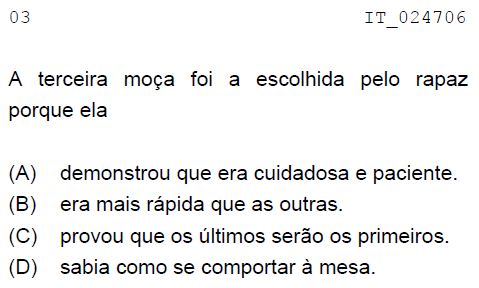 03 IT_024706
A terceira moça foi a escolhida pelo rapaz
porque ela
(A) demonstrou que era cuidadosa e paciente.
(B) era mais rápida que as outras.
(C) provou que os últimos serão os primeiros.
(D) sabia como se comportar à mesa.